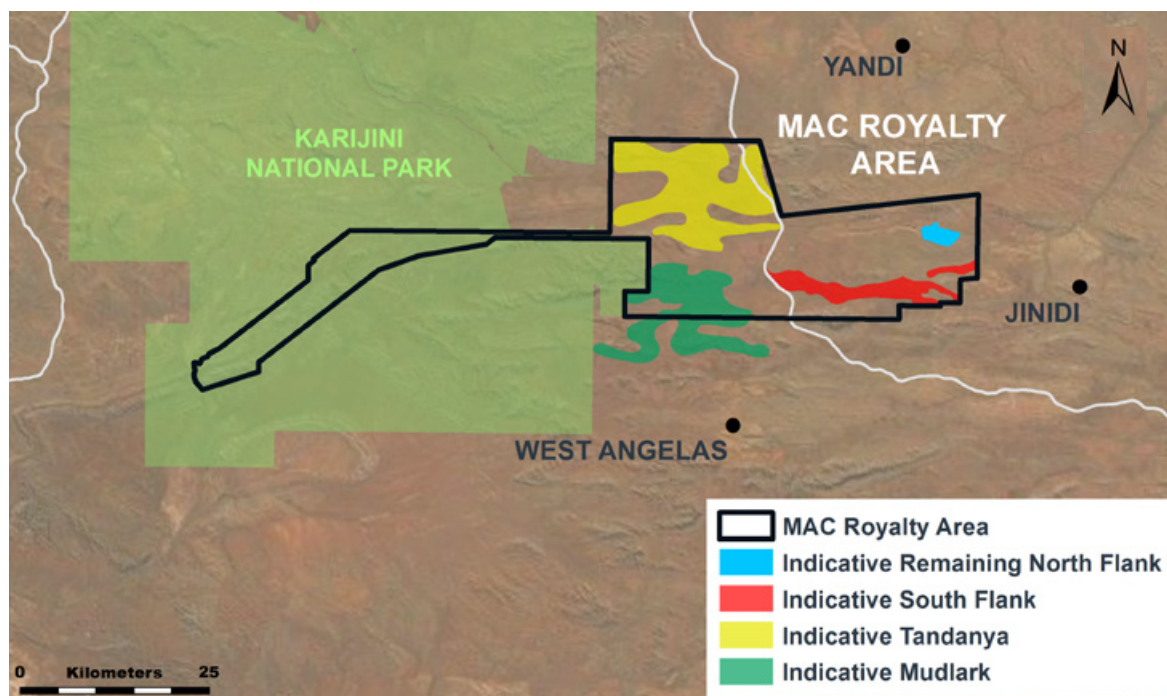 YANDI
N
MAC ROYALTY
AREA
KARIJINI
NATIONAL PARK
JINIDI
WEST ANGELAS
MAC Royalty Area
Indicative Remaining North Flank
Indicative South Flank
Indicative Tandanya
Indicative Mudlark
0 Kilometers 25